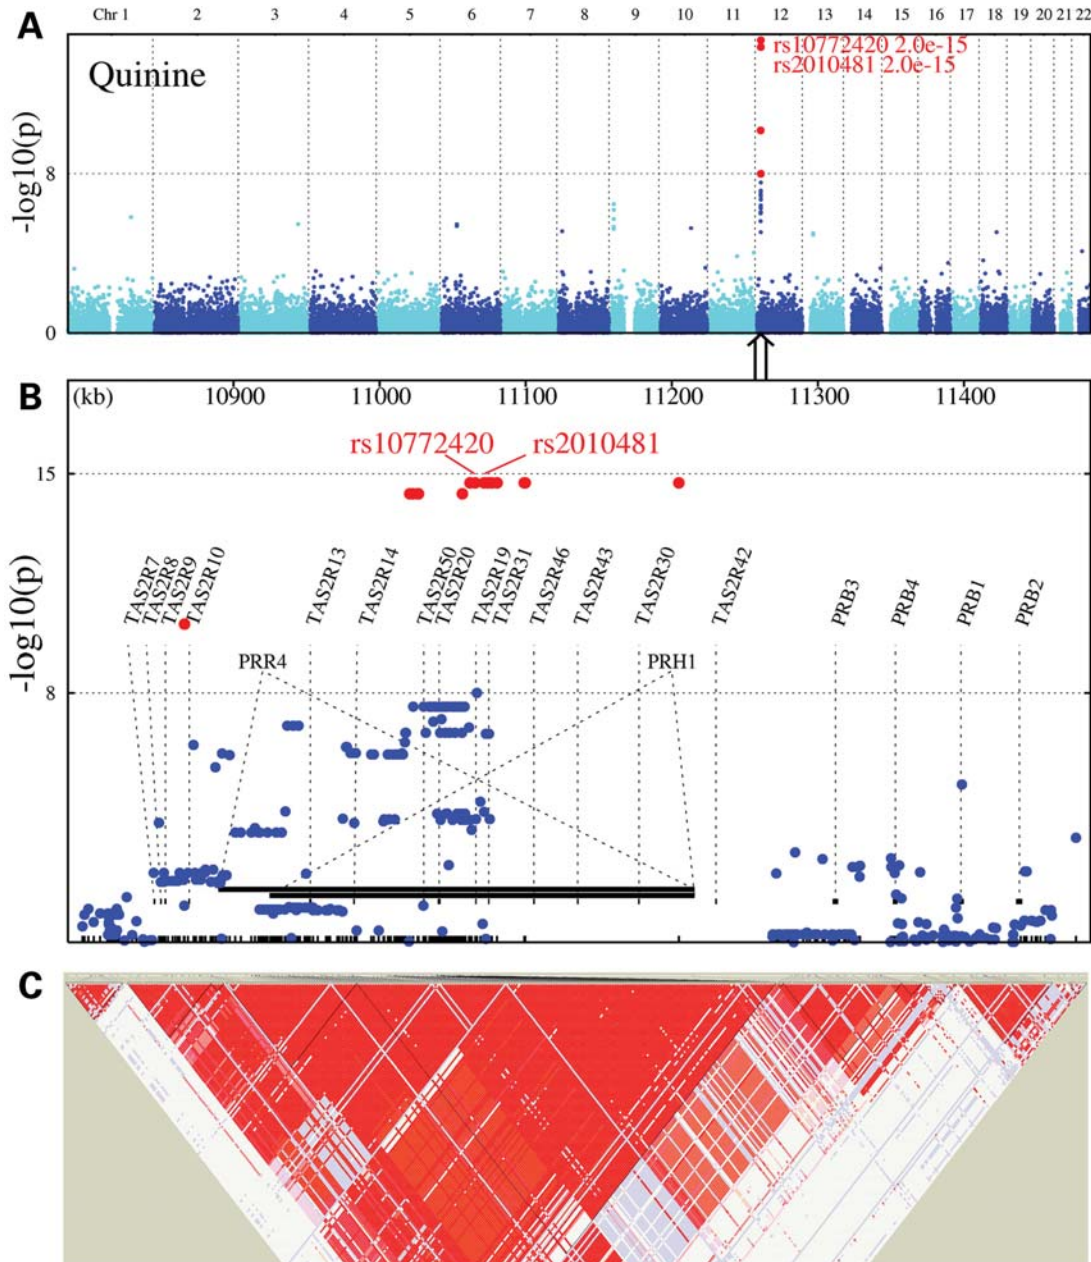 A
Chr 1 2 3 4 5 6 7 8 9 10 11 12 13 14 15 16 17 18 19 20 21 22
rs10772420 2.0e-15
rs2010481 2.0e-15
Quinine
-log10(p)
8
0
B
(kb) 10900 11000 11100 11200 11300 11400
rs10772420 rs2010481
15
-log10(p)
TAS2R7 TAS2R8 TAS2R9 TAS2R10 TAS2R13 TAS2R14 TAS2R50 TAS2R20 TAS2R19 TAS2R31 TAS2R46 TAS2R43 TAS2R30 TAS2R42 PRB3 PRB4 PRB1 PRB2
PRR4 PRH1
8
C